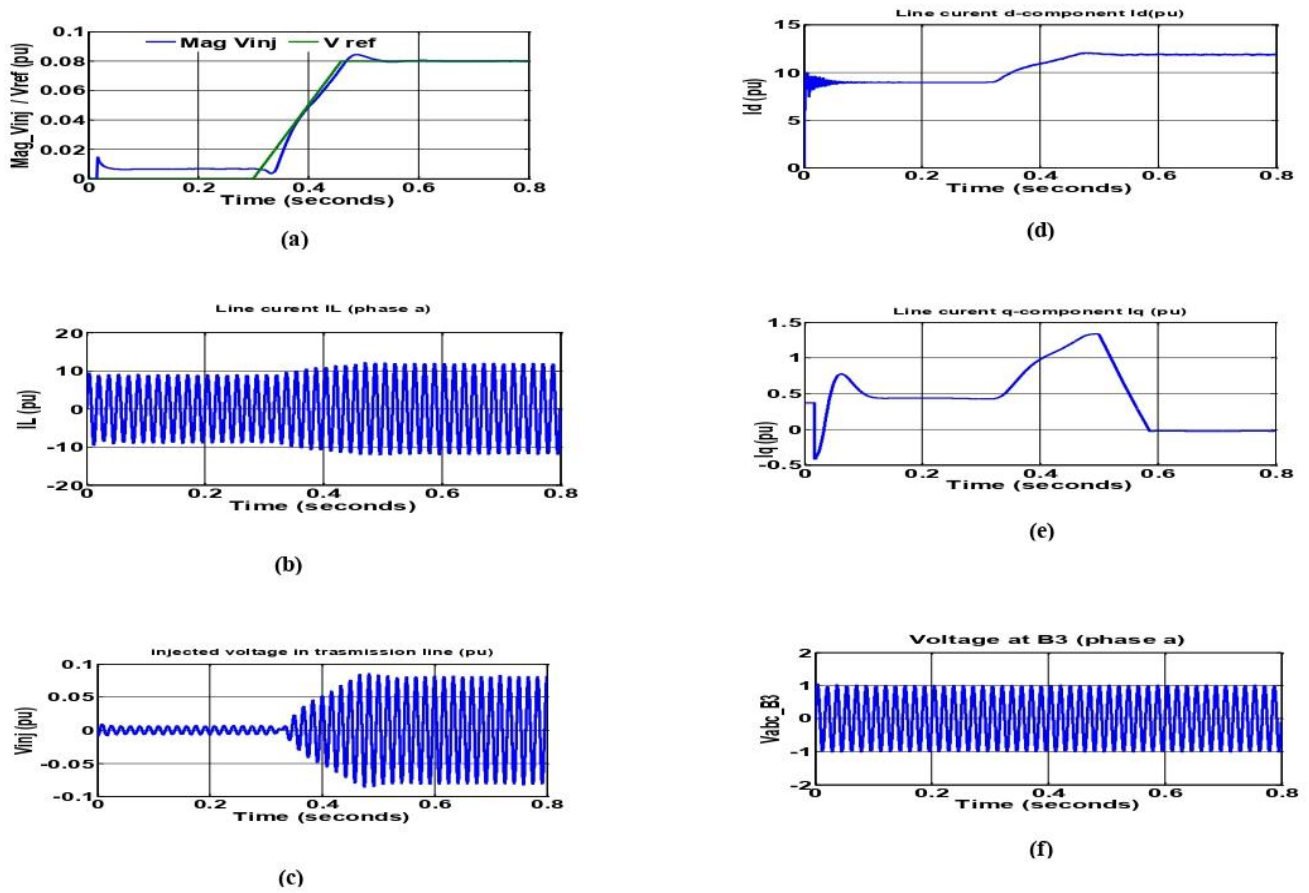 0.1
Mag Vinj
V ref
0.08
0.06
0.04
0.02
0
Mag_Vinj / Vref (pu)
0 0.2 0.4 0.6 0.8
Time (seconds)
(a)
Line curent d-component Id(pu)
15
10
5
0
Id (pu)
0 0.2 0.4 0.6 0.8
Time (seconds)
(d)
Line curent IL (phase a)
20
10
0
-10
-20
IL (pu)
0 0.2 0.4 0.6 0.8
Time (seconds)
(b)
Line curent q-component Iq (pu)
1.5
1
0.5
0
-0.5
Iq (pu)
0 0.2 0.4 0.6 0.8
Time (seconds)
(e)
injected voltage in trasmission line (pu)
0.1
0.05
0
-0.05
-0.1
Vinj (pu)
0 0.2 0.4 0.6 0.8
Time (seconds)
(c)
Voltage at B3 (phase a)
2
1
0
-1
-2
Vabc_B3
0 0.2 0.4 0.6 0.8
Time (seconds)
(f)